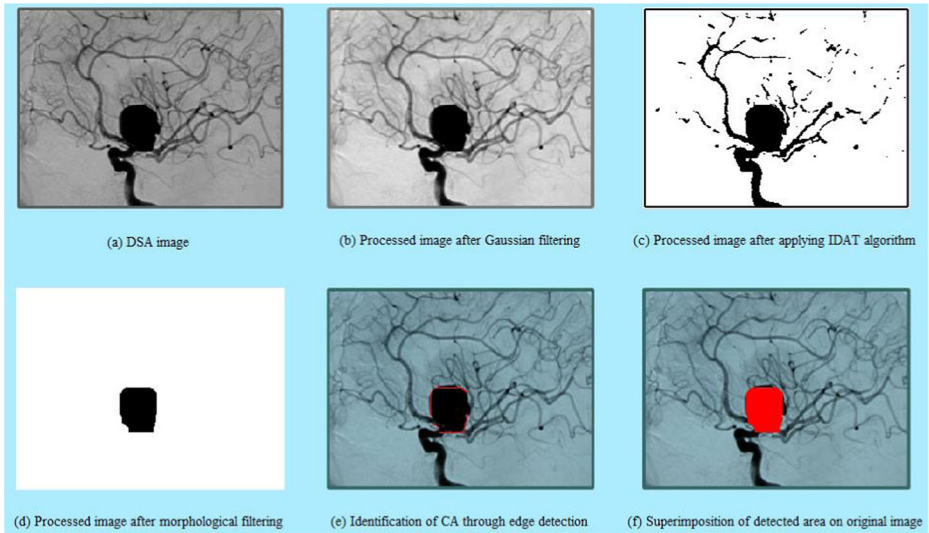 (a) DSA image
(b) Processed image after Gaussian filtering
(c) Processed image after applying IDAT algorithm
(d) Processed image after morphological filtering
(e) Identification of CA through edge detection
(f) Superimposition of detected area on original image